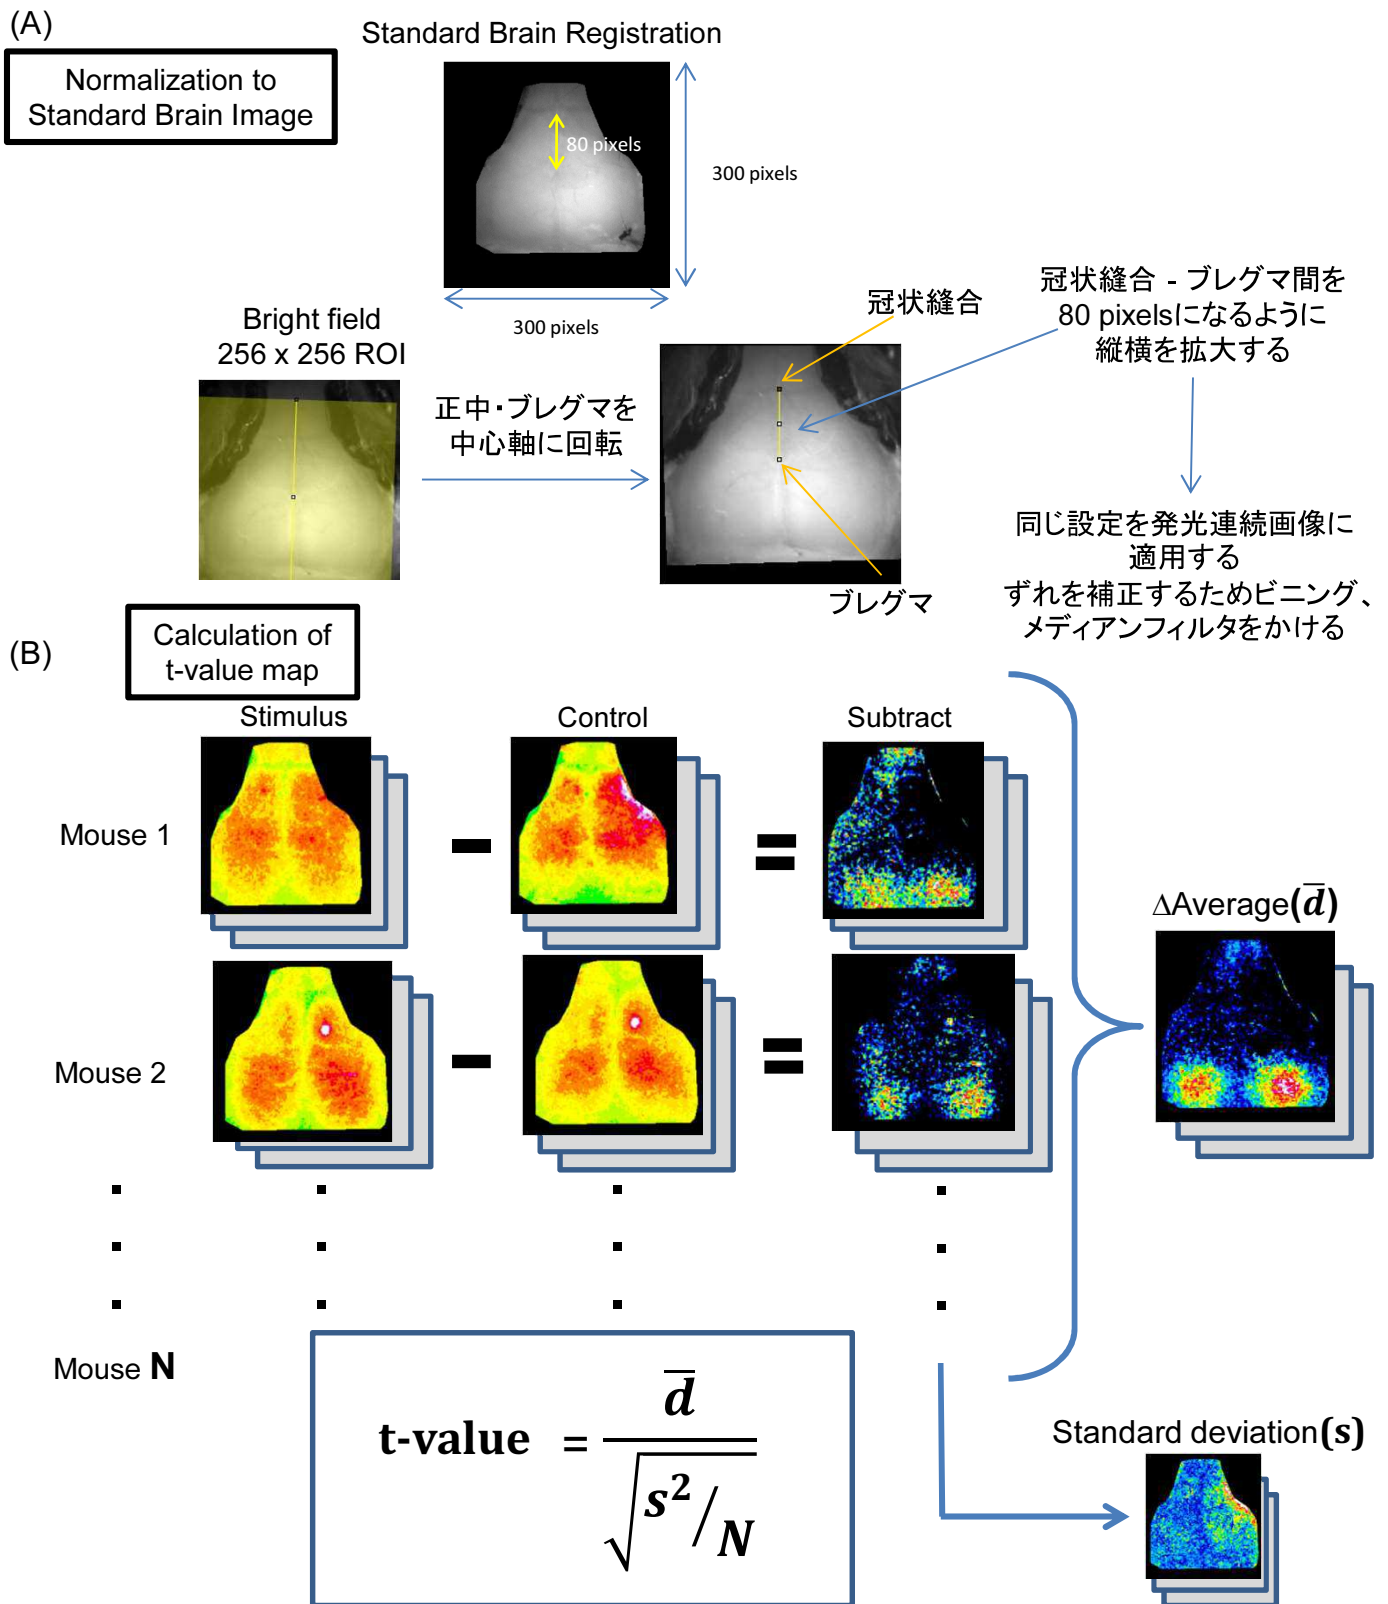 (A)
Normalization to
Standard Brain Image
Standard Brain Registration
80 pixels
300 pixels
300 pixels
Bright field
256 x 256 ROI
正中・ブレグマを
中心軸に回転
冠状縫合
ブレグマ
冠状縫合 - ブレグマ間を
80 pixelsになるように
縦横を拡大する
同じ設定を発光連続画像に
適用する
ずれを補正するためビニング、
メディアンフィルタをかける
(B)
Calculation of
t-value map
Stimulus
Control
Subtract
Mouse 1
Mouse 2
Mouse N
ΔAverage(d̅)
Standard deviation(s)
t-value = d̅ / √(s²/N)